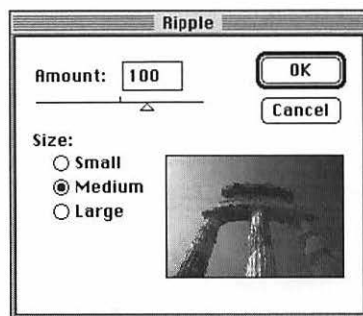 Ripple
Amount: 100
OK
Cancel
Size:
Small
Medium
Large